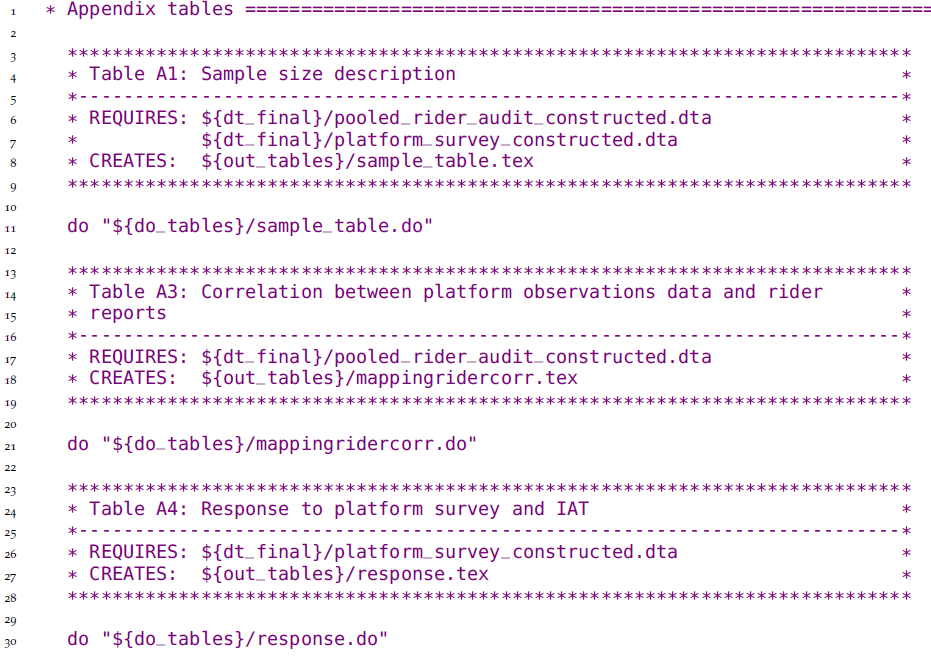 1 * Appendix tables =============================================================
2
3 ****************************************************************************
4 * Table A1: Sample size description *
5 *--------------------------------------------------------------------------*
6 * REQUIRES: ${dt_final}/pooled_rider_audit_constructed.dta *
7 * ${dt_final}/platform_survey_constructed.dta *
8 * CREATES: ${out_tables}/sample_table.tex *
9 ****************************************************************************
10
11 do "${do_tables}/sample_table.do"
12
13 ****************************************************************************
14 * Table A3: Correlation between platform observations data and rider *
15 * reports *
16 *--------------------------------------------------------------------------*
17 * REQUIRES: ${dt_final}/pooled_rider_audit_constructed.dta *
18 * CREATES: ${out_tables}/mappingridercorr.tex *
19 ****************************************************************************
20
21 do "${do_tables}/mappingridercorr.do"
22
23 ****************************************************************************
24 * Table A4: Response to platform survey and IAT *
25 *--------------------------------------------------------------------------*
26 * REQUIRES: ${dt_final}/platform_survey_constructed.dta *
27 * CREATES: ${out_tables}/response.tex *
28 ****************************************************************************
29
30 do "${do_tables}/response.do"